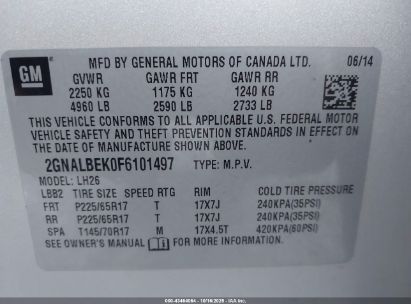 GM
MFD BY GENERAL MOTORS OF CANADA LTD. 06/14
GVWR GAWR FRT GAWR RR
2250 KG 1175 KG 1240 KG
4960 LB 2590 LB 2733 LB
THIS VEHICLE CONFORMS TO ALL APPLICABLE U.S. FEDERAL MOTOR
VEHICLE SAFETY AND THEFT PREVENTION STANDARDS IN EFFECT ON
THE DATE OF MANUFACTURE SHOWN ABOVE.
2GNALBEK0F6101497 TYPE: M.P.V.
MODEL: LH26
LBB2 TIRE SIZE SPEED RTG RIM COLD TIRE PRESSURE
FRT P225/65R17 T 17X7J 240KPA(35PSI)
RR P225/65R17 T 17X7J 240KPA(35PSI)
SPA T145/70R17 M 17X4.5T 420KPA(60PSI)
SEE OWNER'S MANUAL FOR MORE INFORMATION